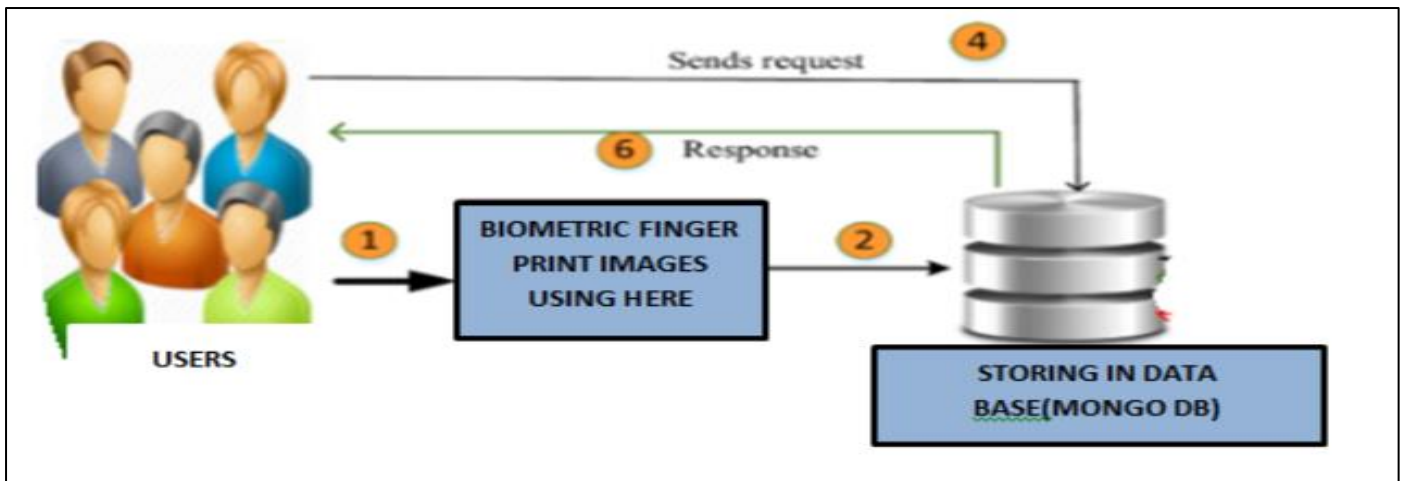 4
Sends request
6 Response
1
BIOMETRIC FINGER
PRINT IMAGES
USING HERE
2
USERS
STORING IN DATA
BASE(MONGO DB)